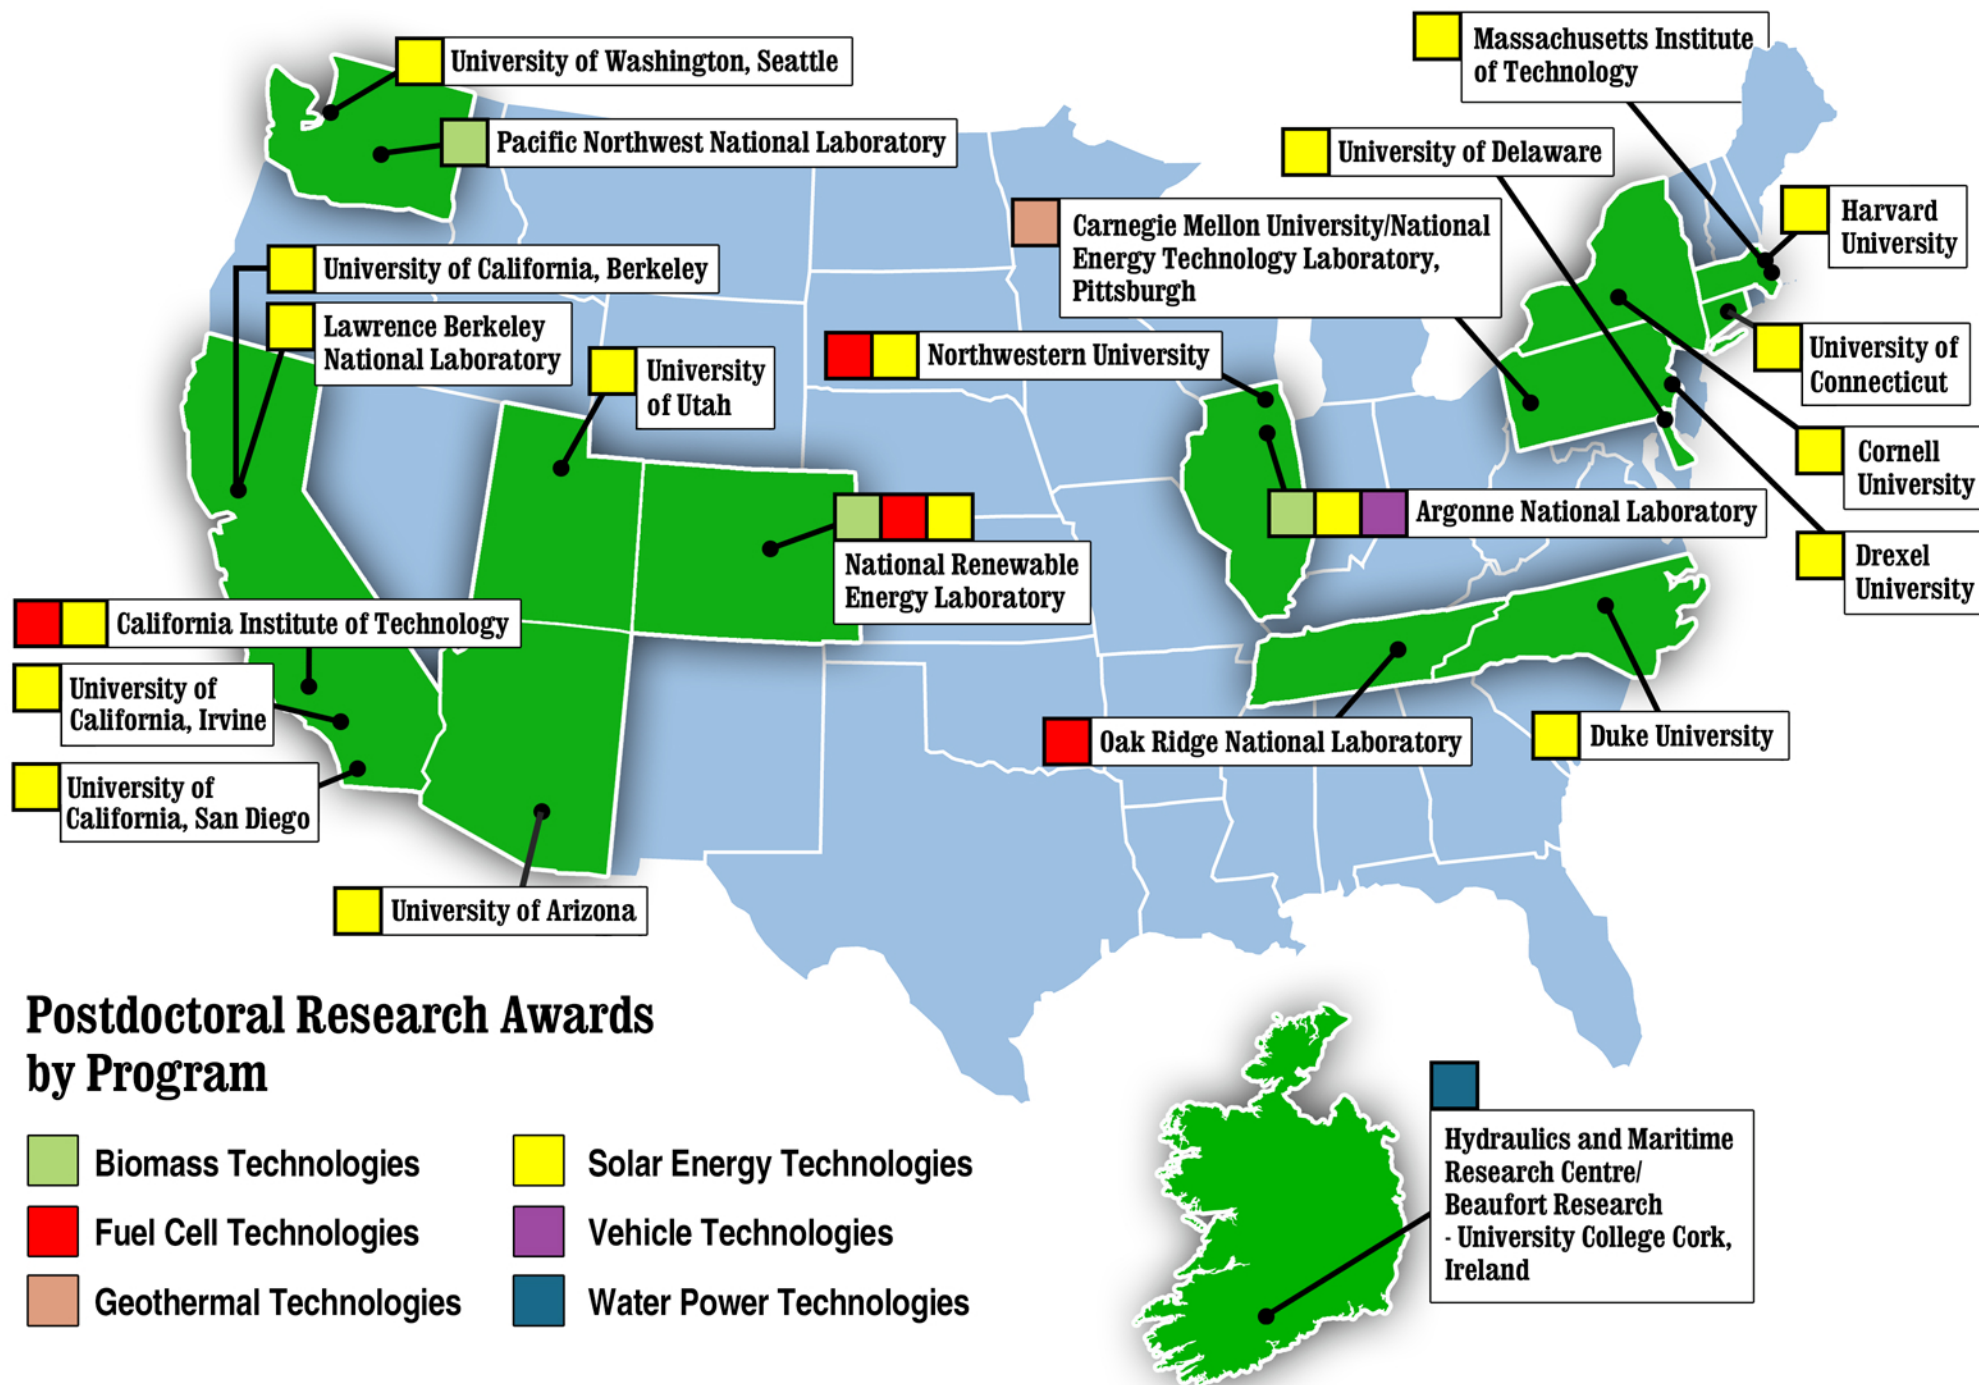 University of Washington, Seattle
Pacific Northwest National Laboratory
University of California, Berkeley
Lawrence Berkeley
National Laboratory
University
of Utah
National Renewable
Energy Laboratory
California Institute of Technology
University of
California, Irvine
University of
California, San Diego
University of Arizona
Massachusetts Institute
of Technology
University of Delaware
Carnegie Mellon University/National
Energy Technology Laboratory,
Pittsburgh
Northwestern University
Harvard
University
University of
Connecticut
Cornell
University
Drexel
University
Argonne National Laboratory
Oak Ridge National Laboratory
Duke University
Postdoctoral Research Awards
by Program
Biomass Technologies
Fuel Cell Technologies
Geothermal Technologies
Solar Energy Technologies
Vehicle Technologies
Water Power Technologies
Hydraulics and Maritime
Research Centre/
Beaufort Research
- University College Cork,
Ireland